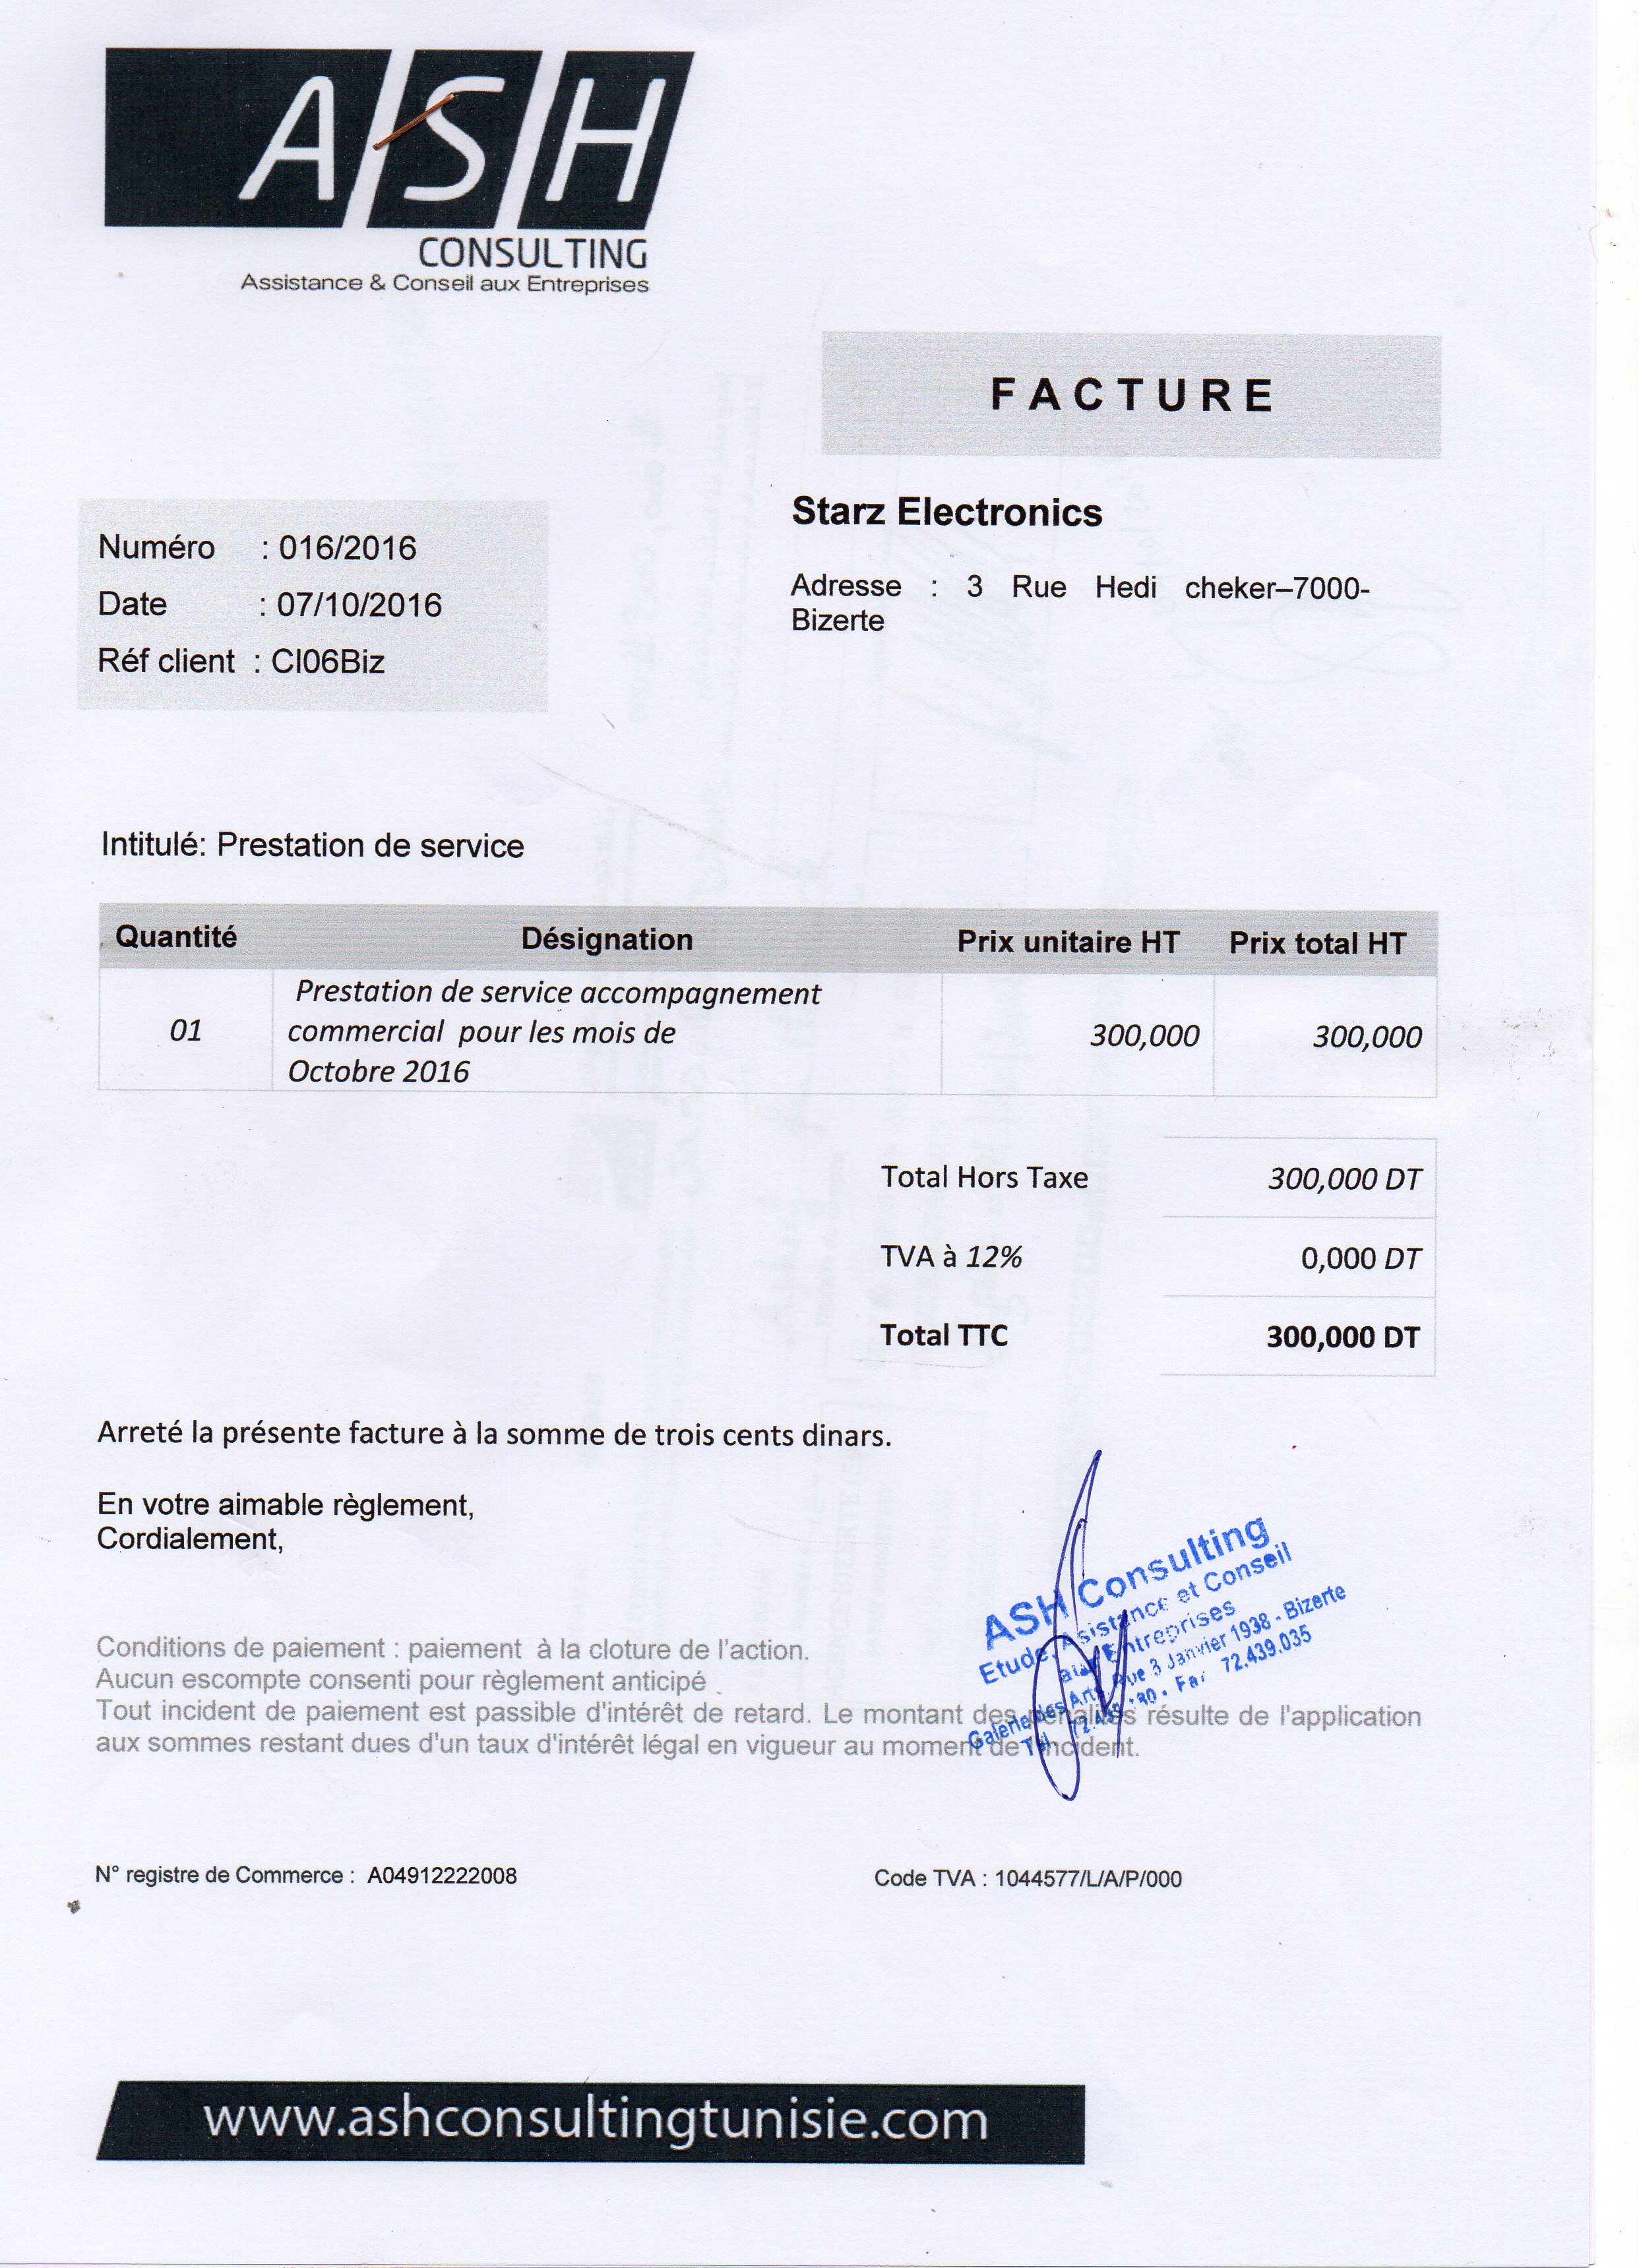 ASH
CONSULTING
Assistance & Conseil aux Entreprises
FACTURE
Numéro : 016/2016
Date : 07/10/2016
Réf client : Cl06Biz
Starz Electronics
Adresse : 3 Rue Hedi cheker–7000-
Bizerte
Intitulé: Prestation de service
Quantité Désignation Prix unitaire HT Prix total HT
01 Prestation de service accompagnement commercial pour les mois de Octobre 2016 300,000 300,000
Total Hors Taxe 300,000 DT
TVA à 12% 0,000 DT
Total TTC 300,000 DT
Arreté la présente facture à la somme de trois cents dinars.
En votre aimable règlement,
Cordialement,
ASH Consulting
Etude, Asistance et Conseil
aux Entreprises
Galerie des Arts, Rue 3 Janvier 1938 - Bizerte
Tél. - Fax 72.439.035
Conditions de paiement : paiement à la cloture de l'action.
Aucun escompte consenti pour règlement anticipé .
Tout incident de paiement est passible d'intérêt de retard. Le montant des pénalités résulte de l'application
aux sommes restant dues d'un taux d'intérêt légal en vigueur au moment de l'incident.
N° registre de Commerce : A04912222008
Code TVA : 1044577/L/A/P/000
www.ashconsultingtunisie.com